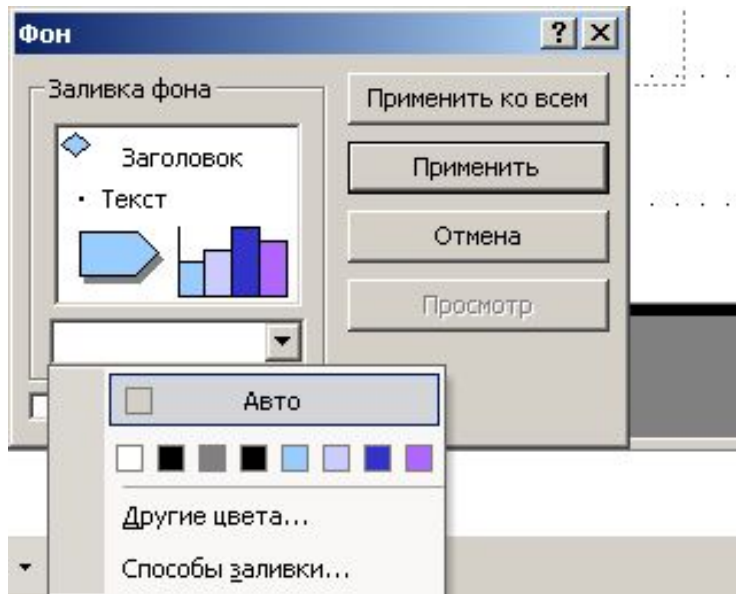 Фон
Заливка фона
Заголовок
· Текст
Применить ко всем
Применить
Отмена
Просмотр
Авто
Другие цвета...
Способы заливки...